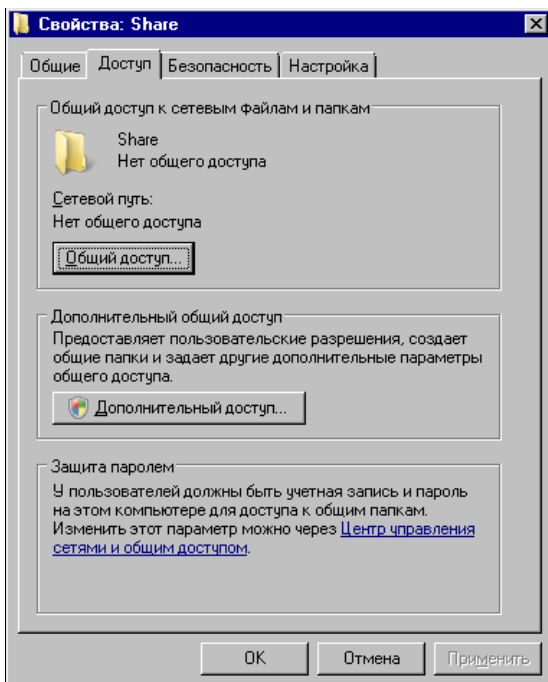 Свойства: Share
Общие Доступ Безопасность Настройка
Общий доступ к сетевым файлам и папкам
Share
Нет общего доступа
Сетевой путь:
Нет общего доступа
Общий доступ...
Дополнительный общий доступ
Предоставляет пользовательские разрешения, создает
общие папки и задает другие дополнительные параметры
общего доступа.
Дополнительный доступ...
Защита паролем
У пользователей должны быть учетная запись и пароль
на этом компьютере для доступа к общим папкам.
Изменить этот параметр можно через Центр управления
сетями и общим доступом.
OK Отмена Применить